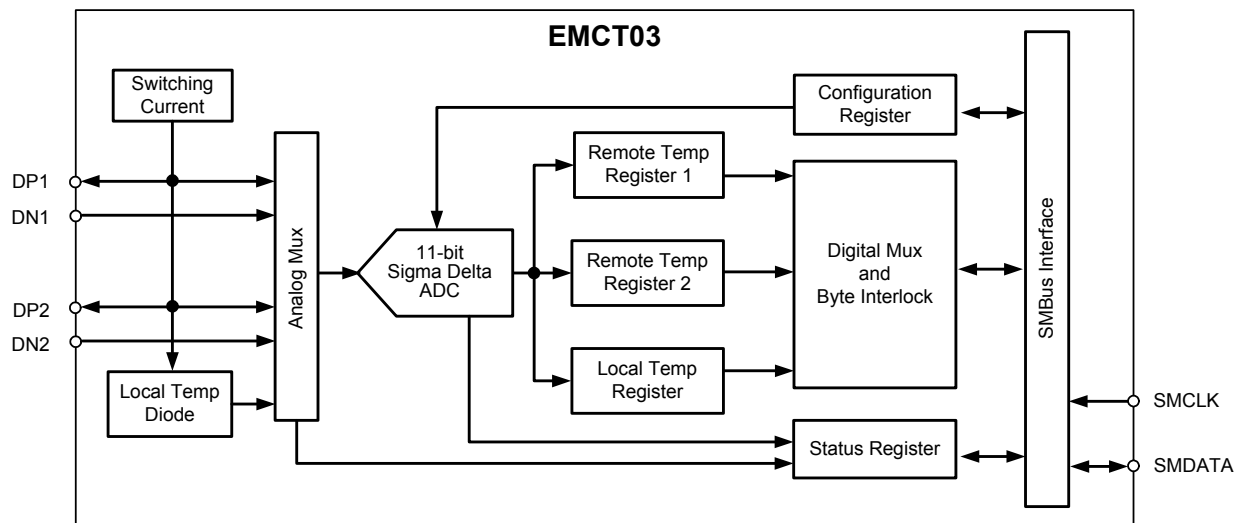 EMCT03
Switching
Current
Configuration
Register
DP1
DN1
DP2
DN2
Analog Mux
11-bit
Sigma Delta
ADC
Remote Temp
Register 1
Remote Temp
Register 2
Local Temp
Register
Digital Mux
and
Byte Interlock
SMBus Interface
Local Temp
Diode
Status Register
SMCLK
SMDATA